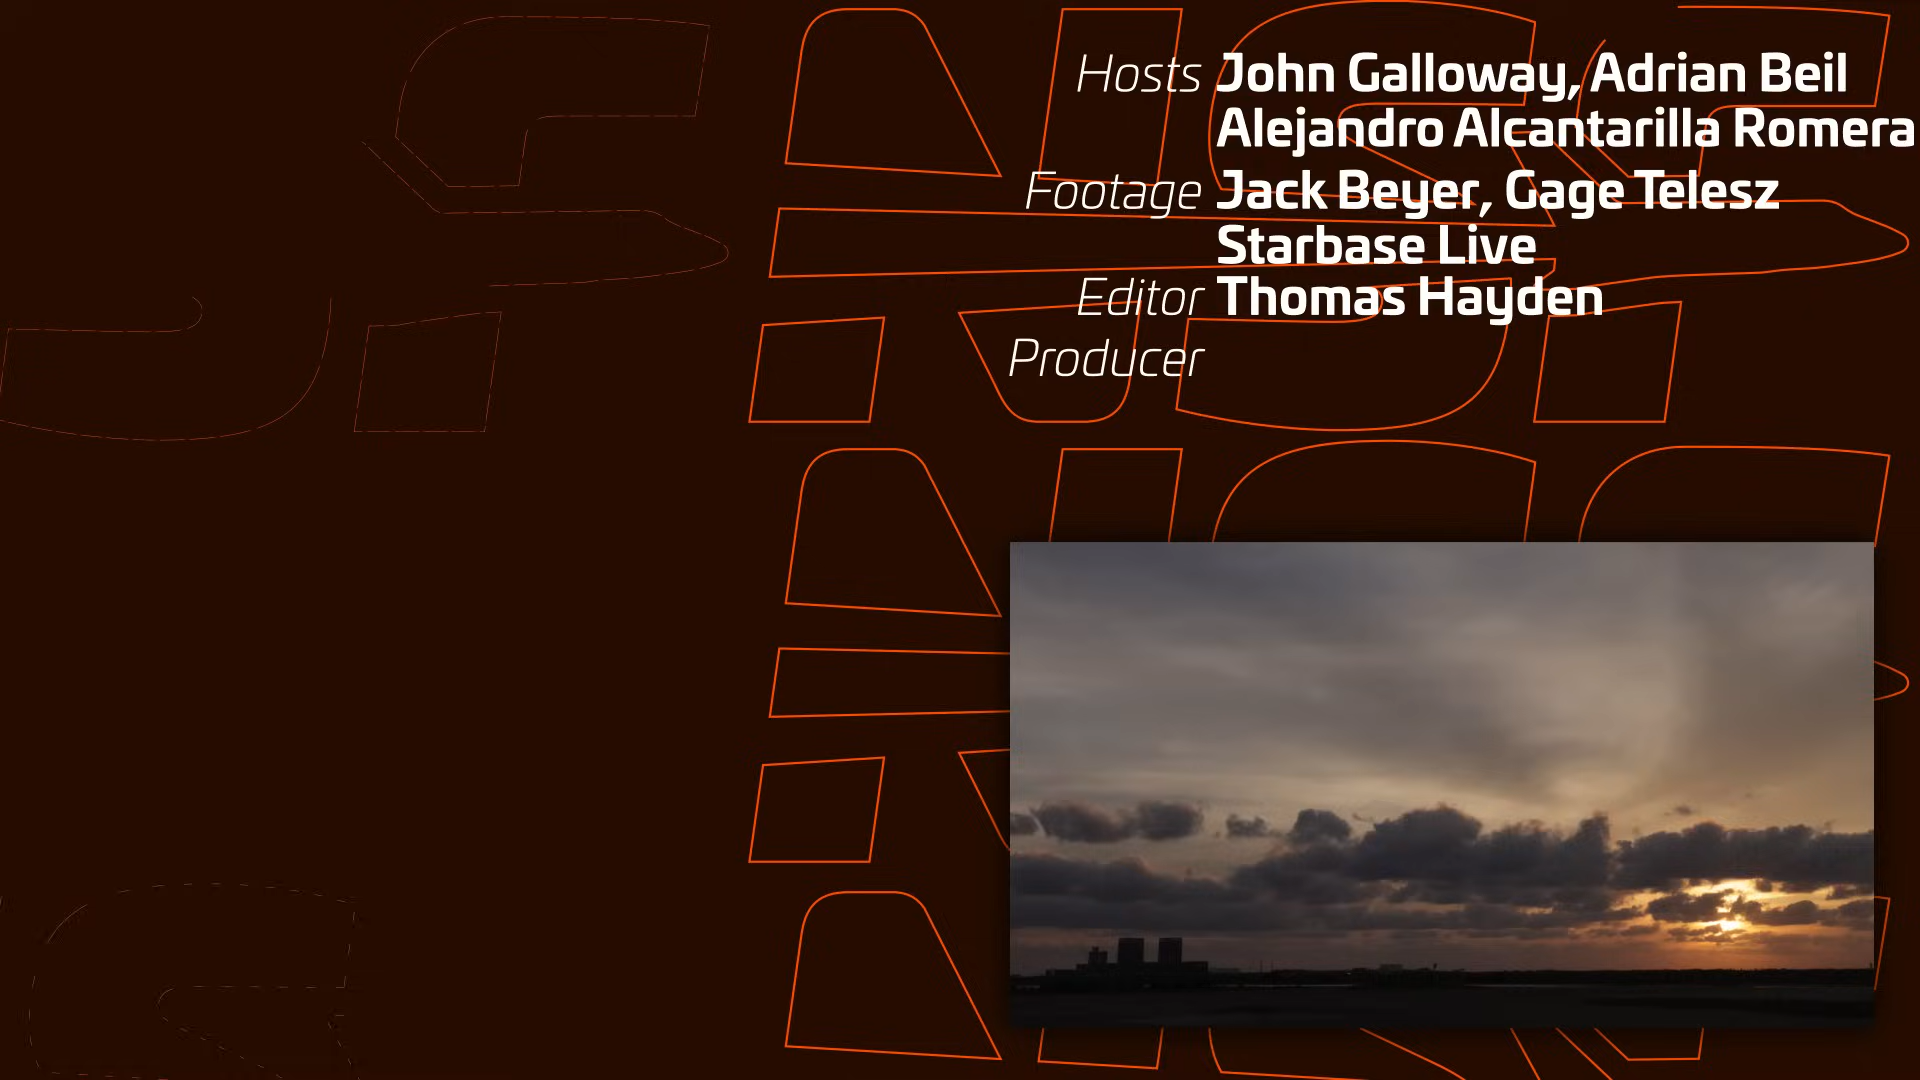 Hosts John Galloway, Adrian Beil
Alejandro Alcantarilla Romera
Footage Jack Beyer, Gage Telesz
Starbase Live
Editor Thomas Hayden
Producer